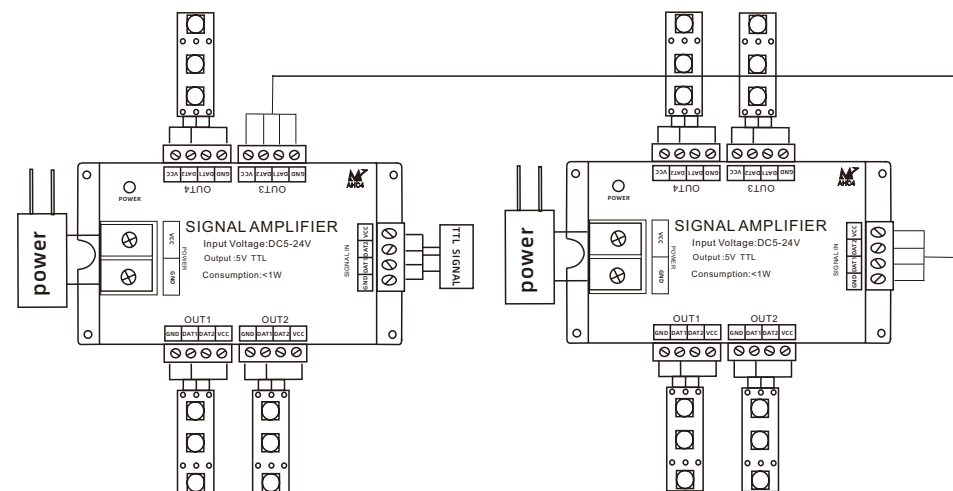 VCC DAT2 DAT1 GND
OUT4
VCC DAT2 DAT1 GND
OUT3
AHC4
POWER
SIGNAL AMPLIFIER
Input Voltage:DC5-24V
Output :5V TTL
Consumption:<1W
power
VCC
GND
POWER
SIGNAL IN
VCC
DAT2
DAT1
GND
TTL SIGNAL
OUT1
GND DAT1 DAT2 VCC
OUT2
GND DAT1 DAT2 VCC
VCC DAT2 DAT1 GND
OUT4
VCC DAT2 DAT1 GND
OUT3
AHC4
POWER
SIGNAL AMPLIFIER
Input Voltage:DC5-24V
Output :5V TTL
Consumption:<1W
power
VCC
GND
POWER
SIGNAL IN
GND DAT1 DAT2 VCC
OUT1
GND DAT1 DAT2 VCC
OUT2
GND DAT1 DAT2 VCC